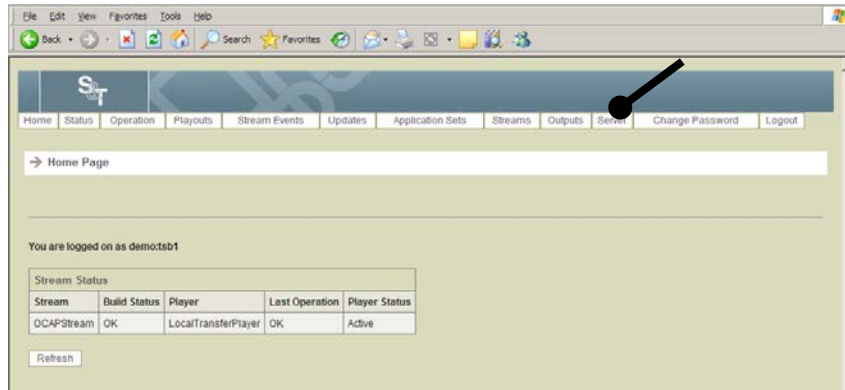 File Edit View Favorites Tools Help
Back Search Favorites
S&T
Home Status Operation Playouts Stream Events Updates Application Sets Streams Outputs Server Change Password Logout
→ Home Page
You are logged on as demo:tsb1
Stream Status
Stream Build Status Player Last Operation Player Status
OCAPStream OK LocalTransferPlayer OK Active
Refresh